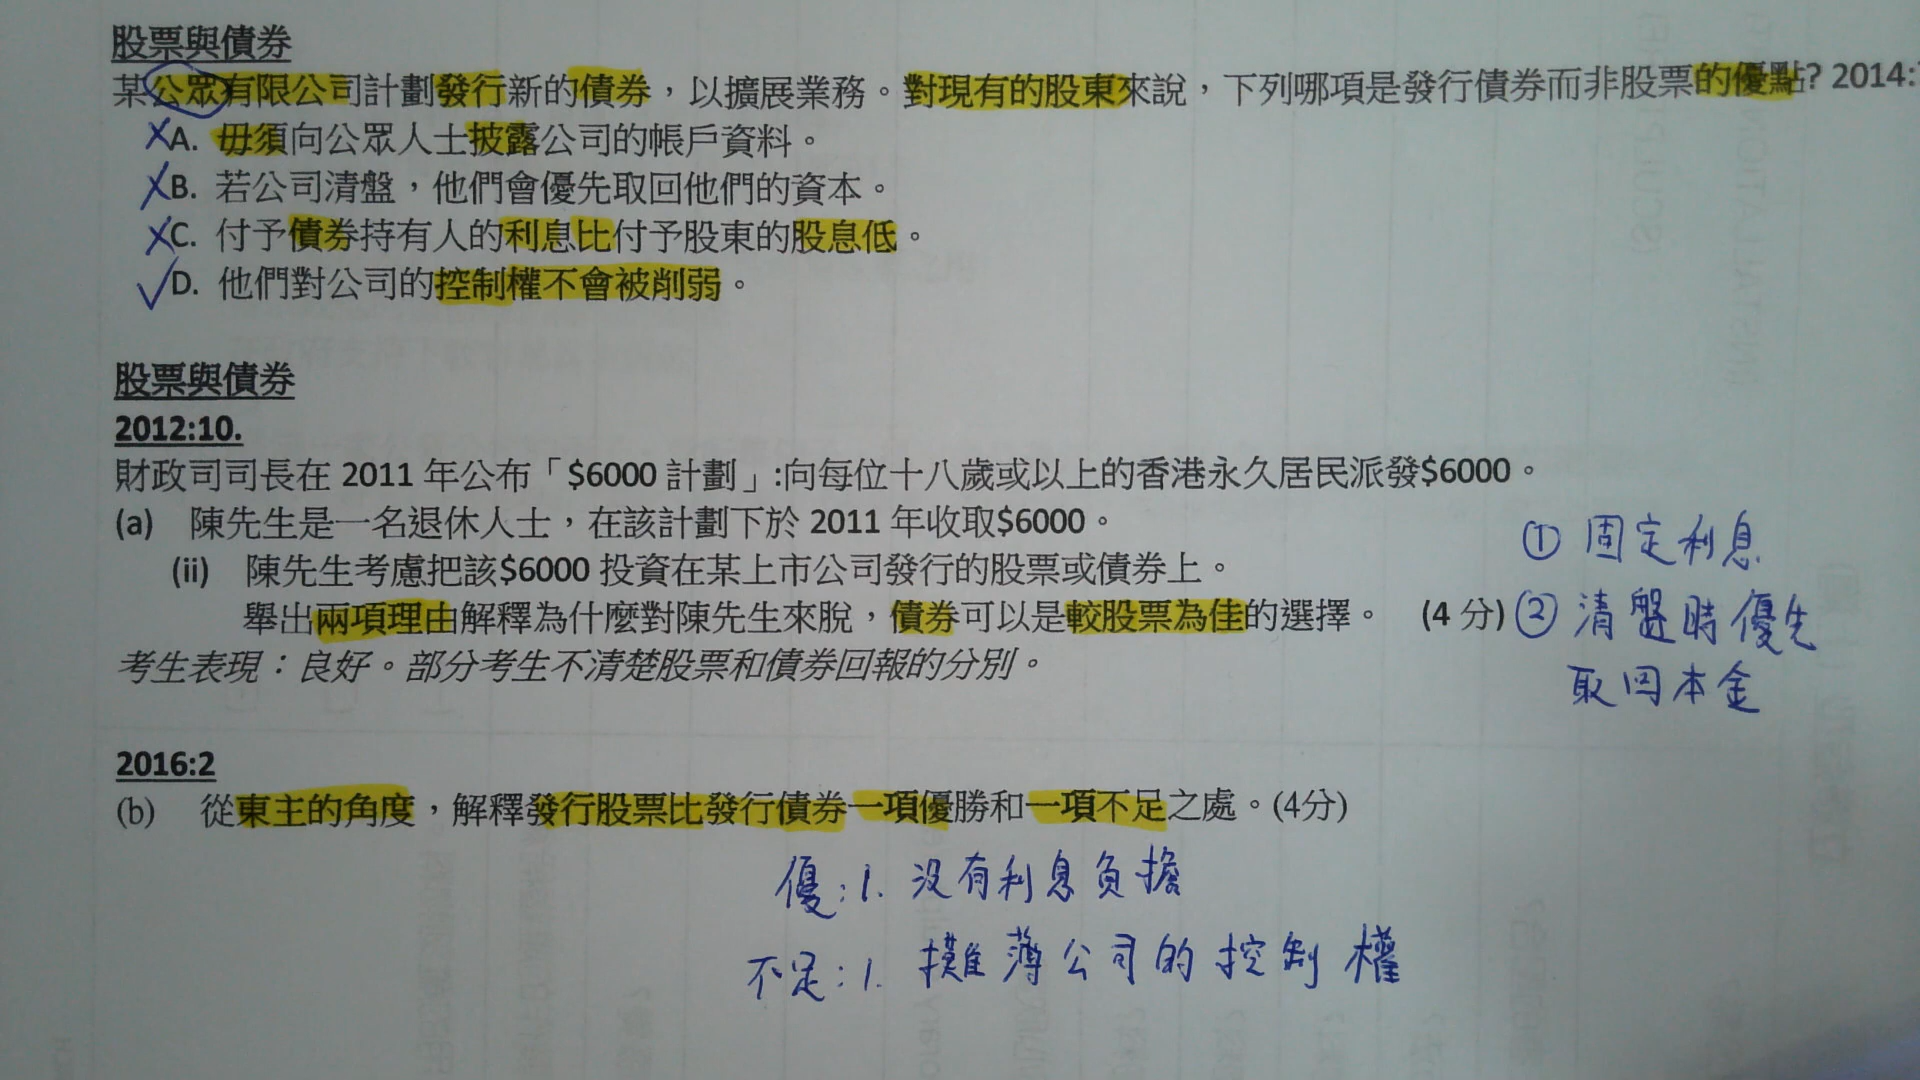 股票與債券
某公眾有限公司計劃發行新的債券，以擴展業務。對現有的股東來說，下列哪項是發行債券而非股票的優點? 2014:
A. 毋須向公眾人士披露公司的帳戶資料。
B. 若公司清盤，他們會優先取回他們的資本。
C. 付予債券持有人的利息比付予股東的股息低。
D. 他們對公司的控制權不會被削弱。
股票與債券
2012:10.
財政司司長在 2011 年公布「$6000 計劃」:向每位十八歲或以上的香港永久居民派發$6000。
(a) 陳先生是一名退休人士，在該計劃下於 2011 年收取$6000。
(ii) 陳先生考慮把該$6000 投資在某上市公司發行的股票或債券上。
舉出兩項理由解釋為什麼對陳先生來脫，債券可以是較股票為佳的選擇。 (4 分)
① 固定利息
② 清盤時優先
取回本金
考生表現：良好。部分考生不清楚股票和債券回報的分別。
2016:2
(b) 從東主的角度，解釋發行股票比發行債券一項優勝和一項不足之處。(4分)
優: 1. 沒有利息負擔
不足: 1. 攤薄公司的控制權